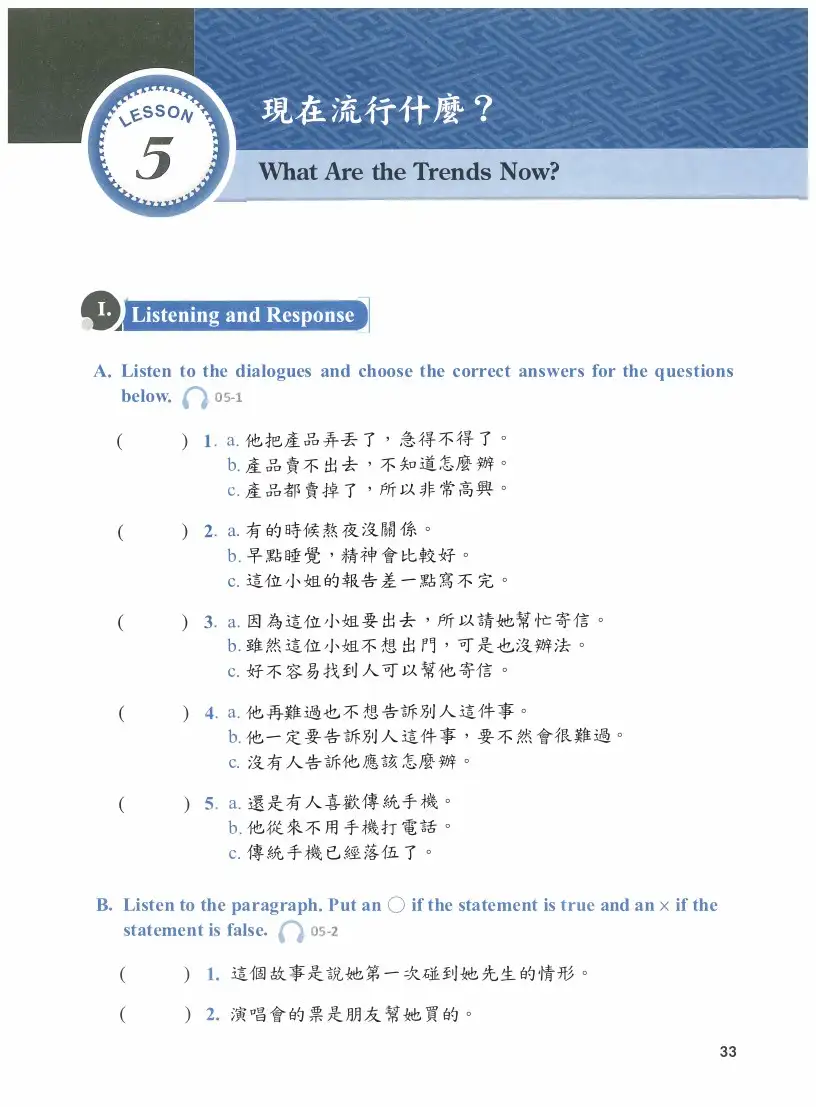 LESSON
5
現在流行什麼？
What Are the Trends Now?
I. Listening and Response
A. Listen to the dialogues and choose the correct answers for the questions
below. 05-1
( ) 1. a. 他把產品弄丟了，急得不得了。
b. 產品賣不出去，不知道怎麼辦。
c. 產品都賣掉了，所以非常高興。
( ) 2. a. 有的時候熬夜沒關係。
b. 早點睡覺，精神會比較好。
c. 這位小姐的報告差一點寫不完。
( ) 3. a. 因為這位小姐要出去，所以請她幫忙寄信。
b. 雖然這位小姐不想出門，可是也沒辦法。
c. 好不容易找到人可以幫他寄信。
( ) 4. a. 他再難過也不想告訴別人這件事。
b. 他一定要告訴別人這件事，要不然會很難過。
c. 沒有人告訴他應該怎麼辦。
( ) 5. a. 還是有人喜歡傳統手機。
b. 他從來不用手機打電話。
c. 傳統手機已經落伍了。
B. Listen to the paragraph. Put an ○ if the statement is true and an × if the
statement is false. 05-2
( ) 1. 這個故事是說她第一次碰到她先生的情形。
( ) 2. 演唱會的票是朋友幫她買的。
33